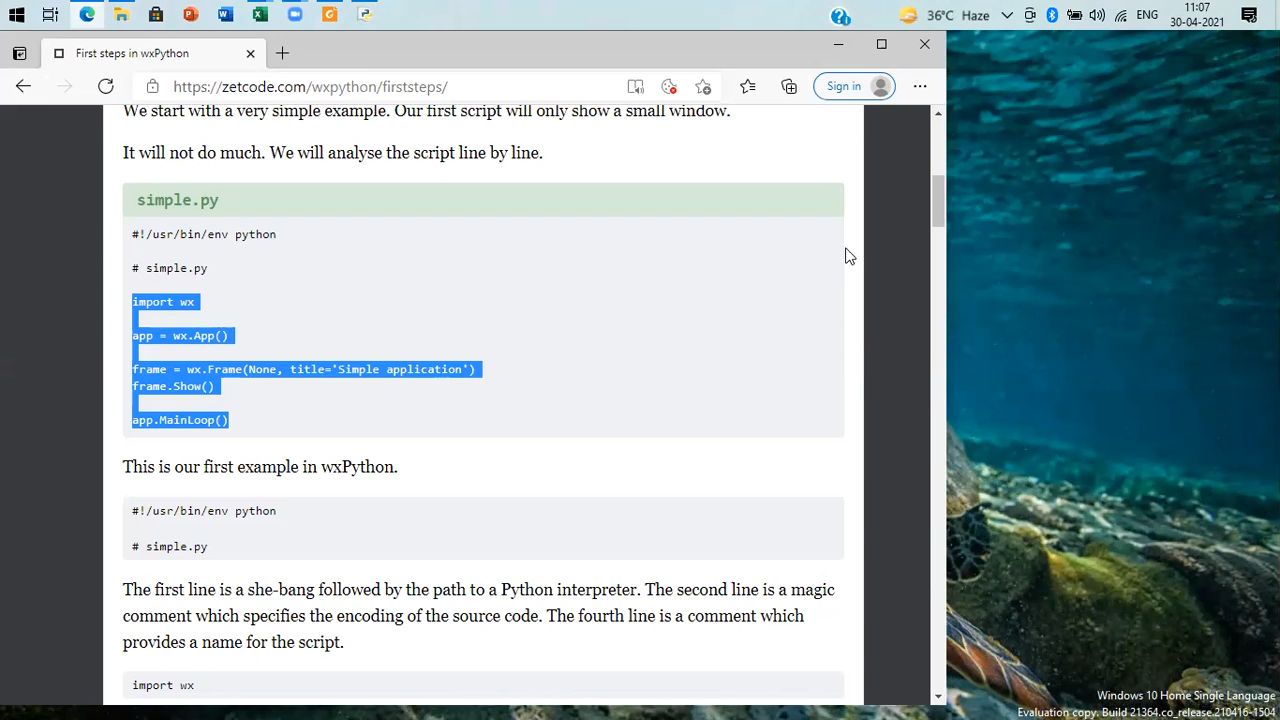 36°C Haze
ENG
11:07
30-04-2021
First steps in wxPython
https://zetcode.com/wxpython/firststeps/
Sign in
We start with a very simple example. Our first script will only show a small window.
It will not do much. We will analyse the script line by line.
simple.py
#!/usr/bin/env python
# simple.py
import wx
app = wx.App()
frame = wx.Frame(None, title='Simple application')
frame.Show()
app.MainLoop()
This is our first example in wxPython.
#!/usr/bin/env python
# simple.py
The first line is a she-bang followed by the path to a Python interpreter. The second line is a magic
comment which specifies the encoding of the source code. The fourth line is a comment which
provides a name for the script.
import wx
Windows 10 Home Single Language
Evaluation copy. Build 21364.co_release.210416-1504